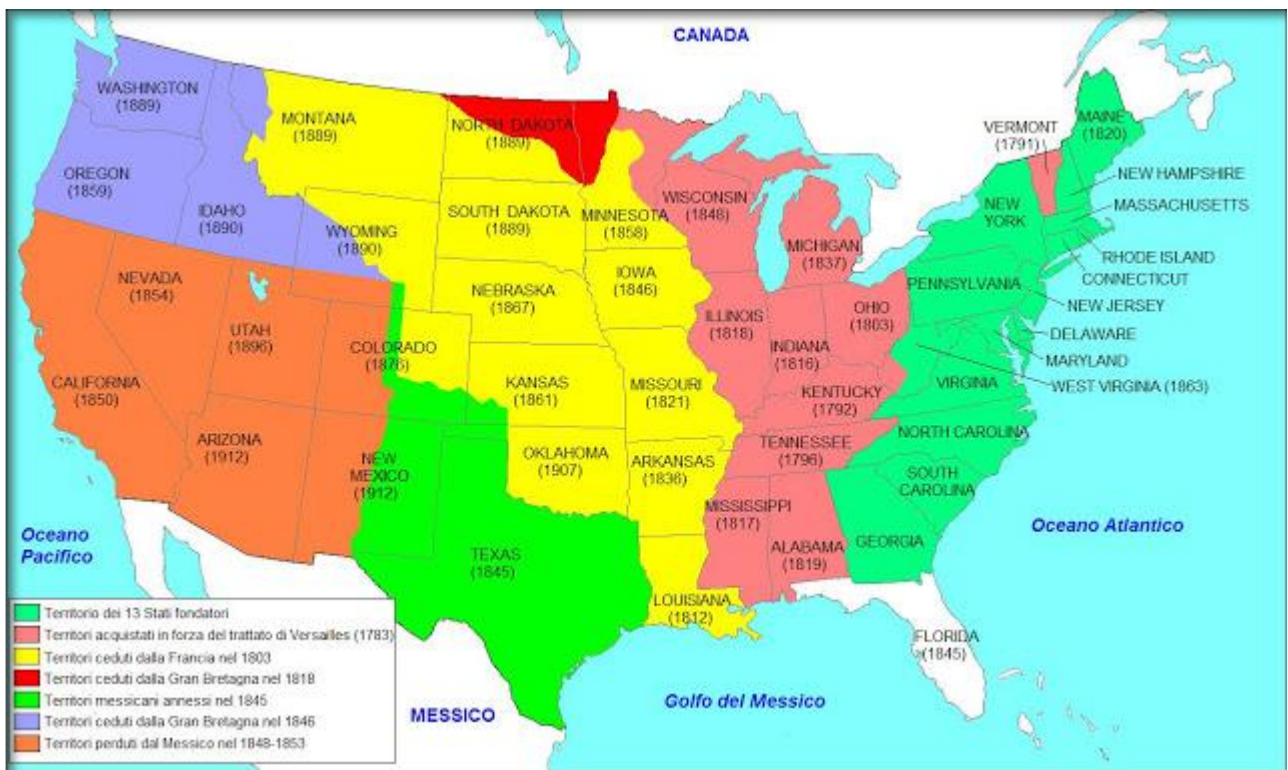 CANADA
WASHINGTON
(1889)
MONTANA
(1889)
NORTH DAKOTA
(1889)
VERMONT
(1791)
MAINE
(1820)
OREGON
(1859)
IDAHO
(1890)
WYOMING
(1890)
SOUTH DAKOTA
(1889)
MINNESOTA
(1858)
WISCONSIN
(1848)
MICHIGAN
(1837)
NEW
YORK
NEW HAMPSHIRE
MASSACHUSETTS
RHODE ISLAND
CONNECTICUT
NEVADA
(1854)
UTAH
(1896)
COLORADO
(1876)
NEBRASKA
(1867)
IOWA
(1846)
ILLINOIS
(1818)
INDIANA
(1816)
OHIO
(1803)
PENNSYLVANIA
NEW JERSEY
DELAWARE
MARYLAND
WEST VIRGINIA (1863)
CALIFORNIA
(1850)
ARIZONA
(1912)
NEW
MEXICO
(1912)
KANSAS
(1861)
OKLAHOMA
(1907)
MISSOURI
(1821)
ARKANSAS
(1836)
KENTUCKY
(1792)
TENNESSEE
(1796)
VIRGINIA
NORTH CAROLINA
SOUTH
CAROLINA
GEORGIA
MISSISSIPPI
(1817)
ALABAMA
(1819)
TEXAS
(1845)
LOUISIANA
(1812)
FLORIDA
(1845)
Oceano
Pacifico
Oceano Atlantico
Golfo del Messico
MESSICO
Territorio dei 13 Stati fondatori
Territori acquistati in forza del trattato di Versailles (1783)
Territori ceduti dalla Francia nel 1803
Territori ceduti dalla Gran Bretagna nel 1818
Territori messicani annessi nel 1845
Territori ceduti dalla Gran Bretagna nel 1846
Territori perduti dal Messico nel 1848-1853